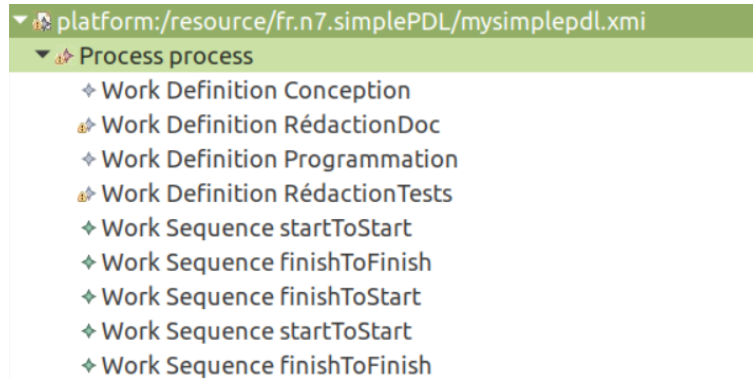 platform:/resource/fr.n7.simplePDL/mysimplepdl.xmi
Process process
Work Definition Conception
Work Definition RédactionDoc
Work Definition Programmation
Work Definition RédactionTests
Work Sequence startToStart
Work Sequence finishToFinish
Work Sequence finishToStart
Work Sequence startToStart
Work Sequence finishToFinish